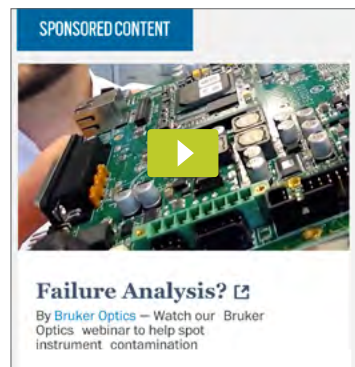 SPONSORED CONTENT
Failure Analysis?
By Bruker Optics — Watch our Bruker
Optics webinar to help spot
instrument contamination